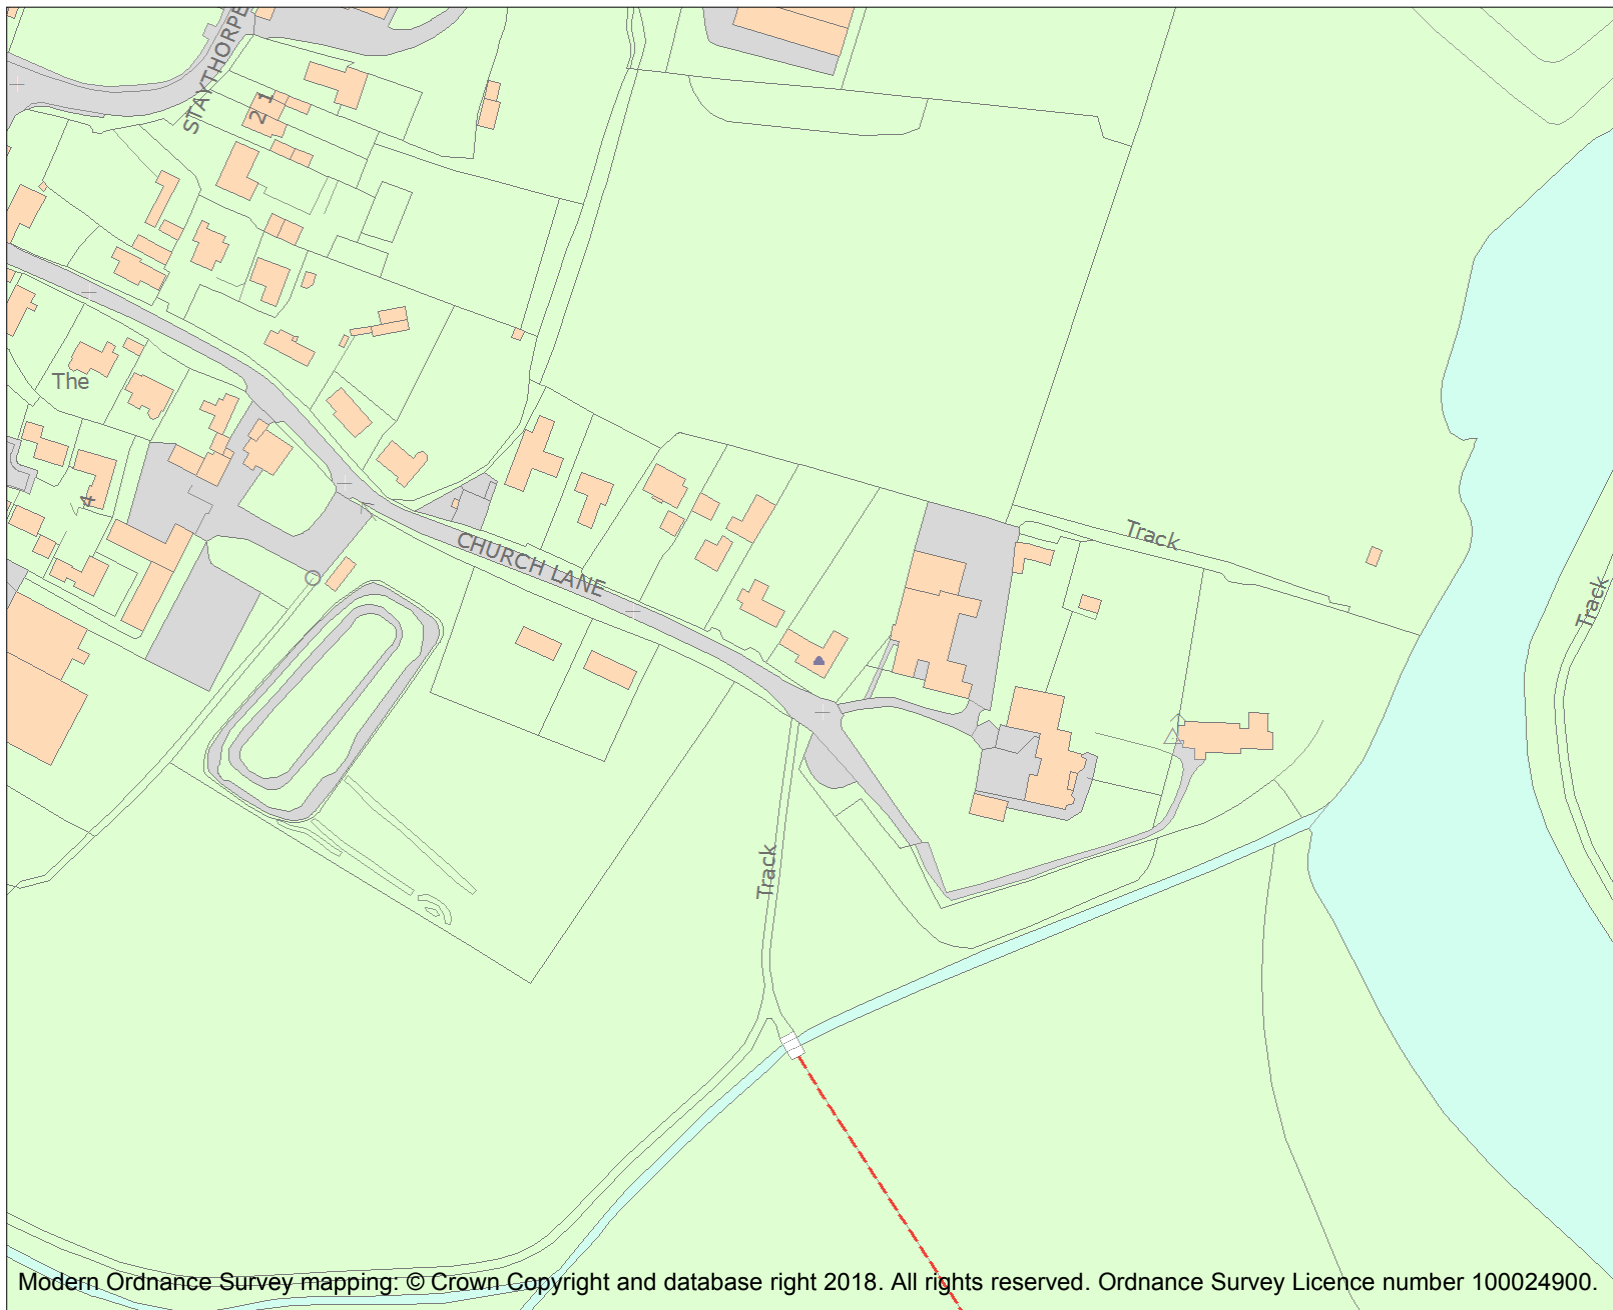 STAYTHORPE
2 1
The
4
CHURCH LANE
Track
Track
Track
Modern Ordnance Survey mapping: © Crown Copyright and database right 2018. All rights reserved. Ordnance Survey Licence number 100024900.